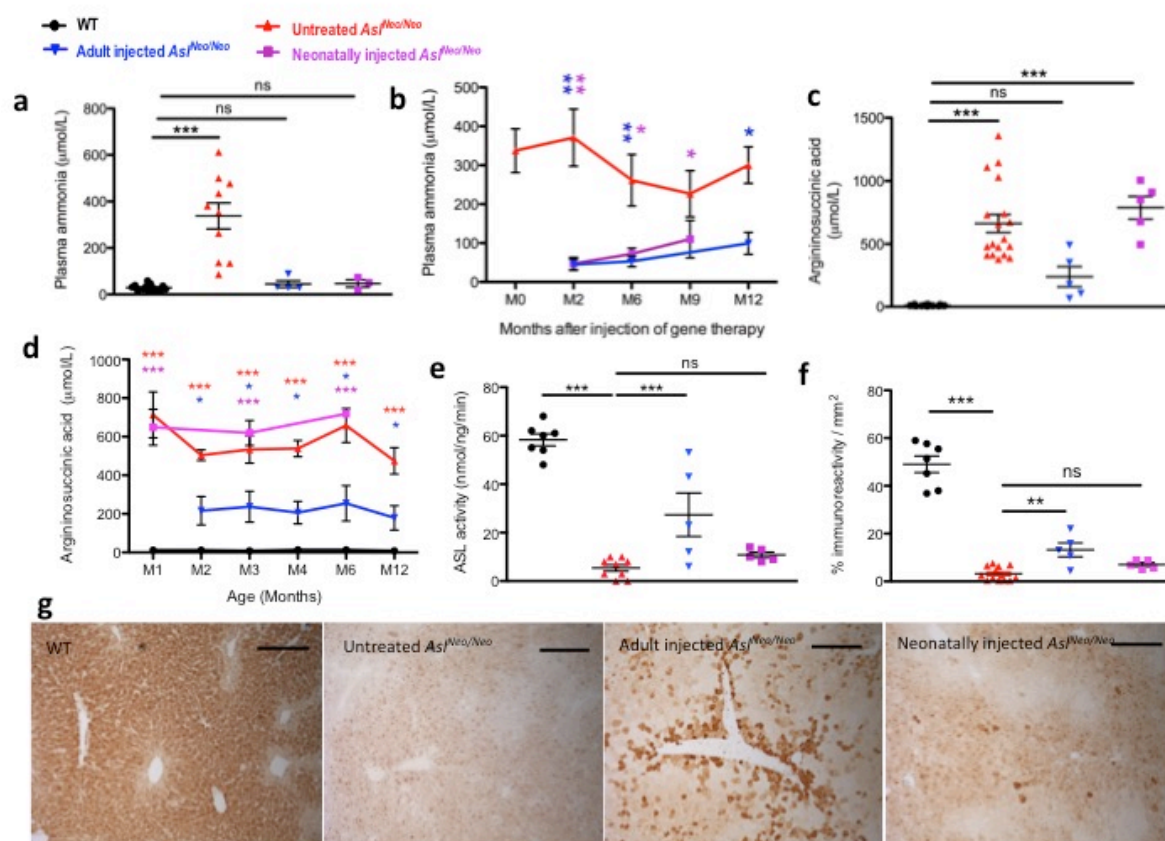 WT
Untreated Asl^Neo/Neo
Adult injected Asl^Neo/Neo
Neonatally injected Asl^Neo/Neo
a
ns
ns
***
Plasma ammonia (µmol/L)
800
600
400
200
0
b
Plasma ammonia (µmol/L)
500
400
300
200
100
0
** **
** *
*
*
M0 M2 M6 M9 M12
Months after injection of gene therapy
c
***
ns
***
Argininosuccinic acid
(µmol/L)
1500
1000
500
0
d
Argininosuccinic acid (µmol/L)
1000
800
600
400
200
0
*** *** *** *** *** ***
*** * * * * *
*** ***
M1 M2 M3 M4 M6 M12
Age (Months)
e
ns
*** ***
ASL activity (nmol/ng/min)
80
60
40
20
0
f
***
ns
**
% immunoreactivity / mm²
80
60
40
20
0
g
WT
Untreated Asl^Neo/Neo
Adult injected Asl^Neo/Neo
Neonatally injected Asl^Neo/Neo